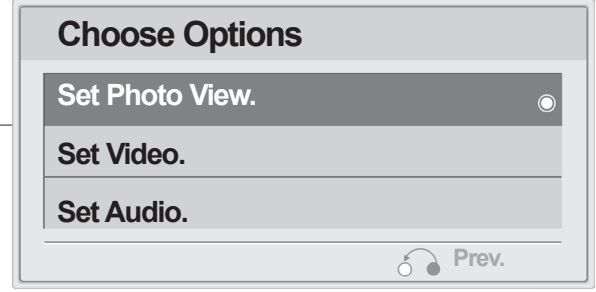 Choose Options
Set Photo View.
Set Video.
Set Audio.
Prev.